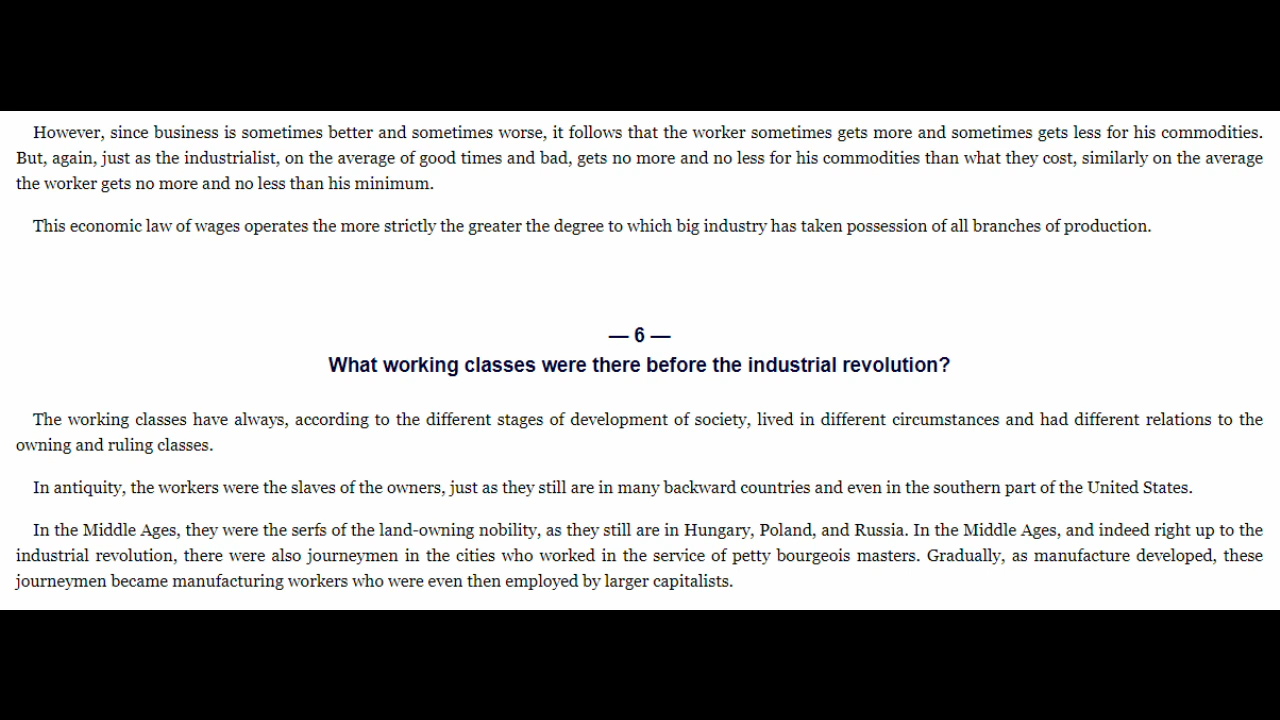 However, since business is sometimes better and sometimes worse, it follows that the worker sometimes gets more and sometimes gets less for his commodities.
But, again, just as the industrialist, on the average of good times and bad, gets no more and no less for his commodities than what they cost, similarly on the average
the worker gets no more and no less than his minimum.
This economic law of wages operates the more strictly the greater the degree to which big industry has taken possession of all branches of production.
— 6 —
What working classes were there before the industrial revolution?
The working classes have always, according to the different stages of development of society, lived in different circumstances and had different relations to the
owning and ruling classes.
In antiquity, the workers were the slaves of the owners, just as they still are in many backward countries and even in the southern part of the United States.
In the Middle Ages, they were the serfs of the land-owning nobility, as they still are in Hungary, Poland, and Russia. In the Middle Ages, and indeed right up to the
industrial revolution, there were also journeymen in the cities who worked in the service of petty bourgeois masters. Gradually, as manufacture developed, these
journeymen became manufacturing workers who were even then employed by larger capitalists.